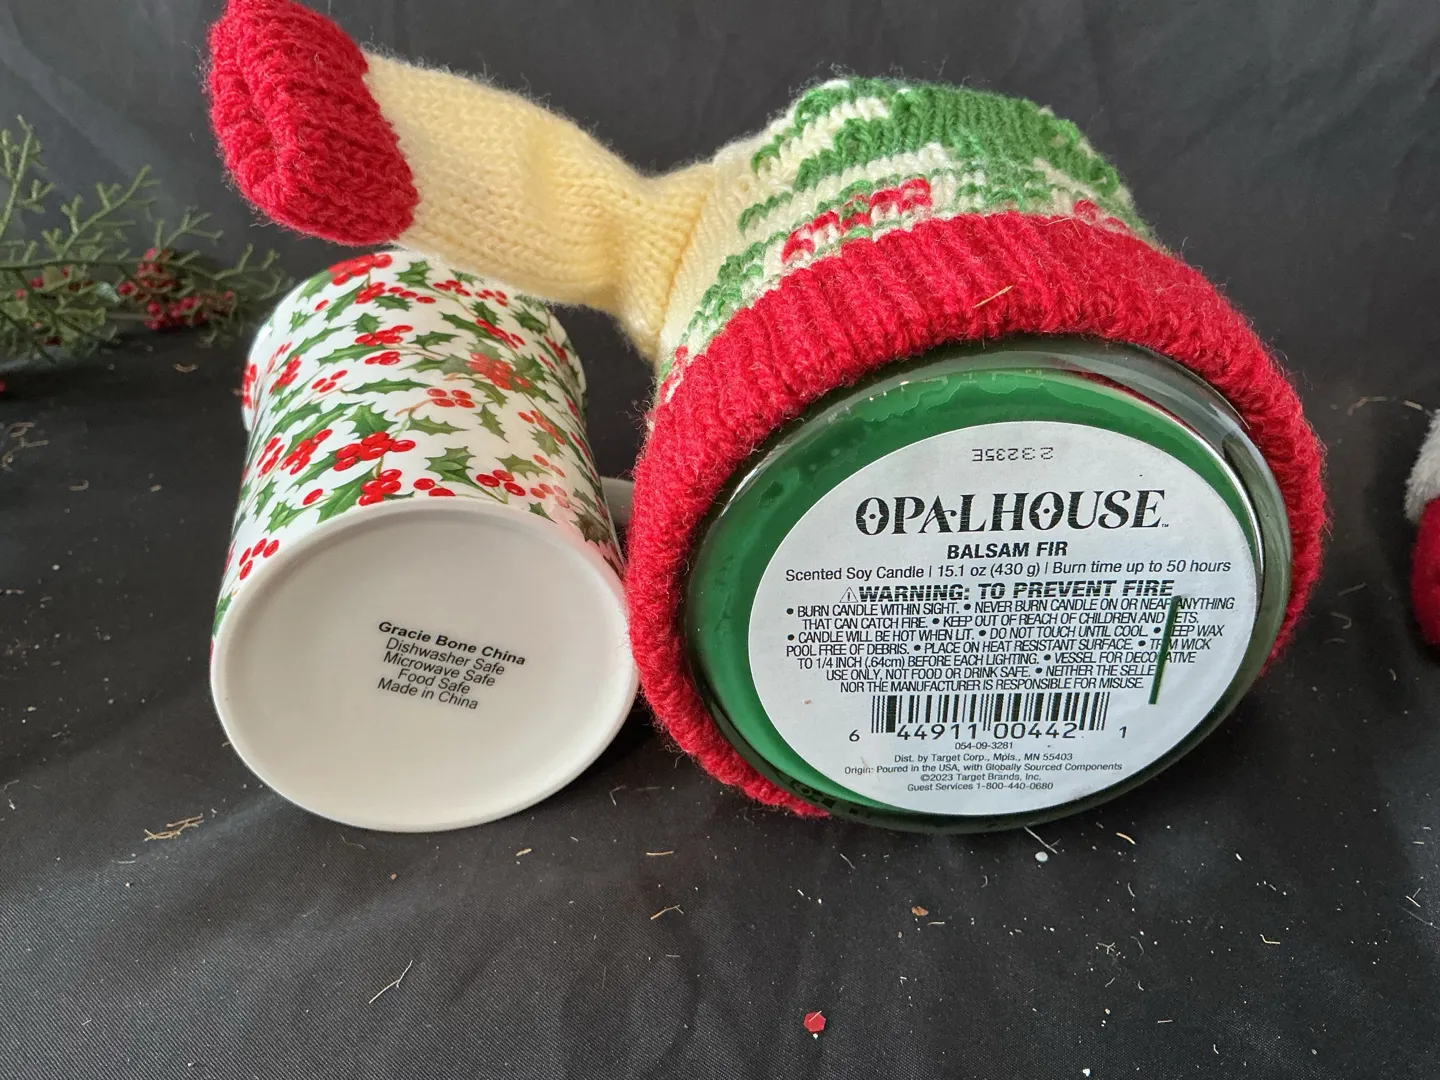 Gracie Bone China
Dishwasher Safe
Microwave Safe
Food Safe
Made in China
23235E
OPALHOUSE™
BALSAM FIR
Scented Soy Candle | 15.1 oz (430 g) | Burn time up to 50 hours
⚠WARNING: TO PREVENT FIRE
• BURN CANDLE WITHIN SIGHT. • NEVER BURN CANDLE ON OR NEAR ANYTHING
THAT CAN CATCH FIRE. • KEEP OUT OF REACH OF CHILDREN AND PETS.
• CANDLE WILL BE HOT WHEN LIT. • DO NOT TOUCH UNTIL COOL. • KEEP WAX
POOL FREE OF DEBRIS. • PLACE ON HEAT RESISTANT SURFACE. • TRIM WICK
TO 1/4 INCH (.64cm) BEFORE EACH LIGHTING. • VESSEL FOR DECORATIVE
USE ONLY, NOT FOOD OR DRINK SAFE. • NEITHER THE SELLER
NOR THE MANUFACTURER IS RESPONSIBLE FOR MISUSE.
6 44911 00442 1
054-09-3281
Dist. by Target Corp., Mpls., MN 55403
Origin: Poured in the USA, with Globally Sourced Components
©2023 Target Brands, Inc.
Guest Services 1-800-440-0680